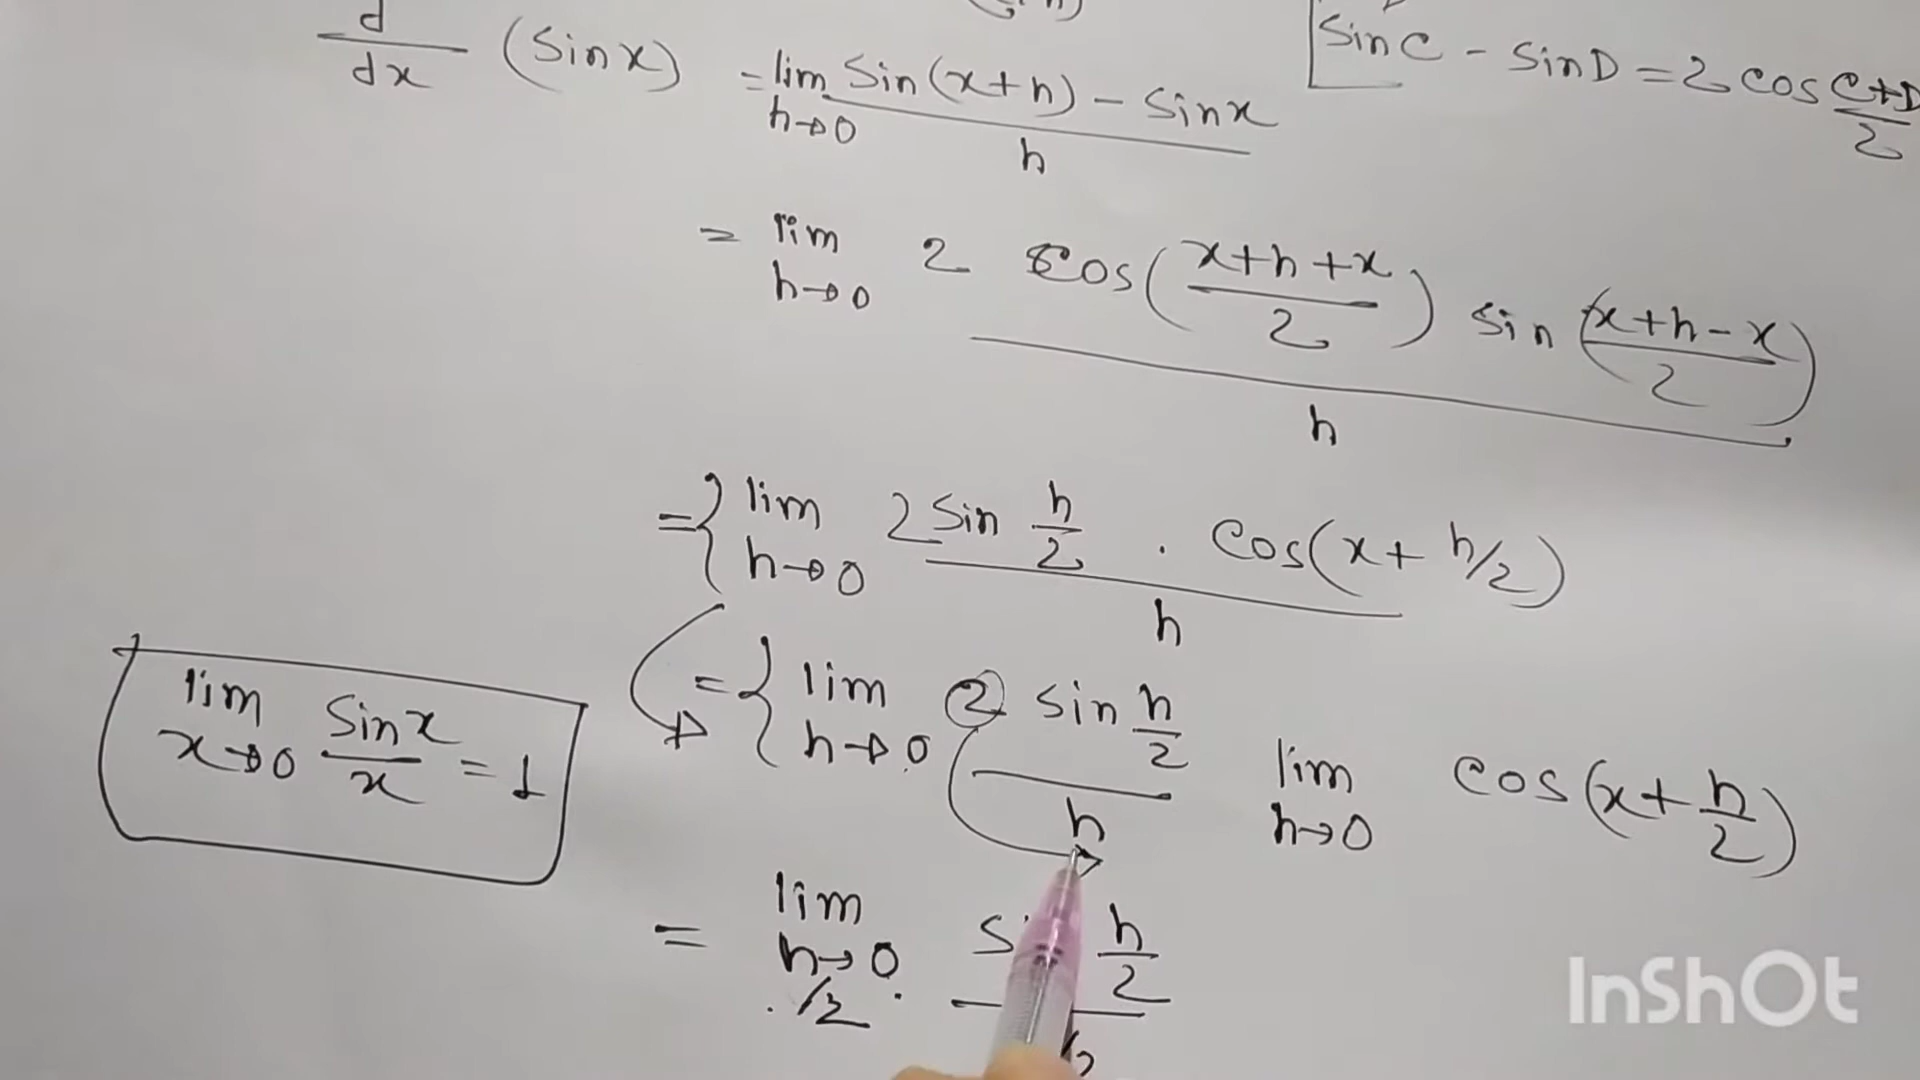 d/dx (sin x) = lim h→0 (sin(x+h) - sin x)/h
sin C - sin D = 2 cos (C+D)/2
= lim h→0 2 cos((x+h+x)/2) sin((x+h-x)/2) / h
= { lim h→0 2 sin h/2 . cos(x + h/2) / h
= { lim h→0 2 sin h/2 / h lim h→0 cos(x + h/2)
lim x→0 sin x / x = 1
= lim h/2→0 h/2
InShOt